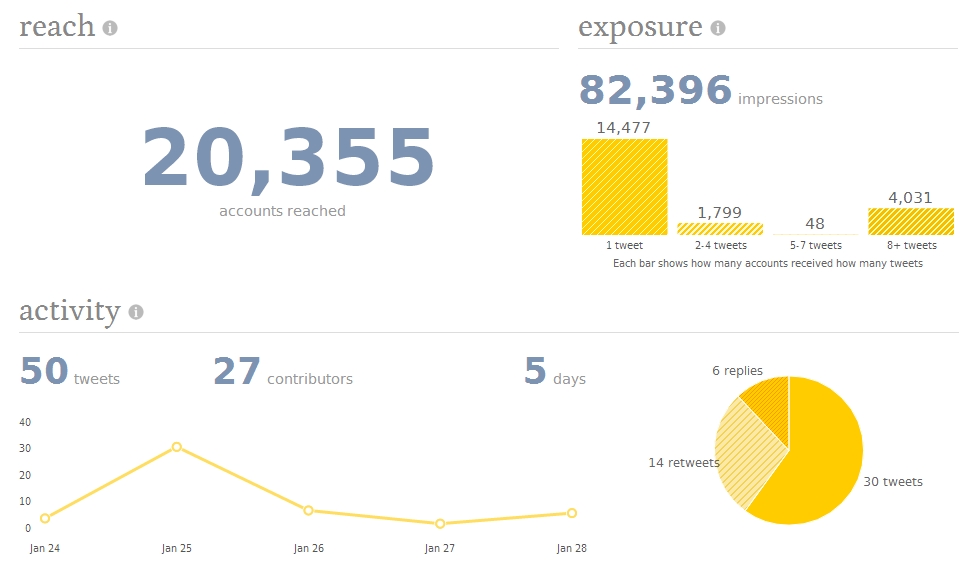 reach i
20,355
accounts reached
exposure i
82,396 impressions
14,477
1,799
48
4,031
1 tweet
2-4 tweets
5-7 tweets
8+ tweets
Each bar shows how many accounts received how many tweets
activity i
50 tweets
27 contributors
5 days
40
30
20
10
0
Jan 24
Jan 25
Jan 26
Jan 27
Jan 28
6 replies
14 retweets
30 tweets